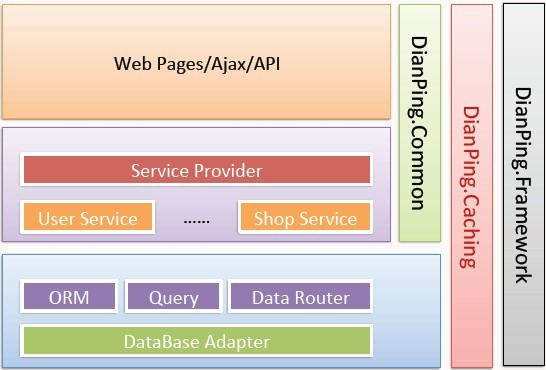 Web Pages/Ajax/API
Service Provider
User Service
......
Shop Service
ORM
Query
Data Router
DataBase Adapter
DianPing.Common
DianPing.Caching
DianPing.Framework